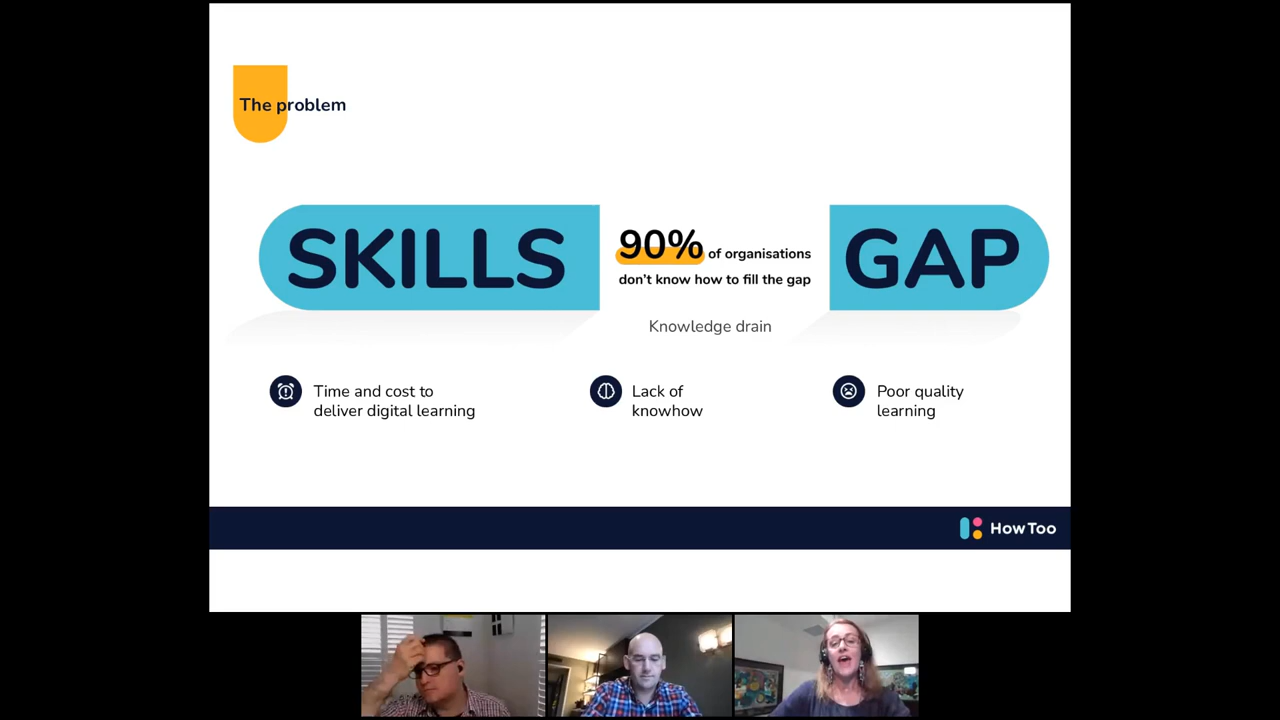 The problem
SKILLS
90% of organisations
don't know how to fill the gap
GAP
Knowledge drain
Time and cost to
deliver digital learning
Lack of
knowhow
Poor quality
learning
HowToo